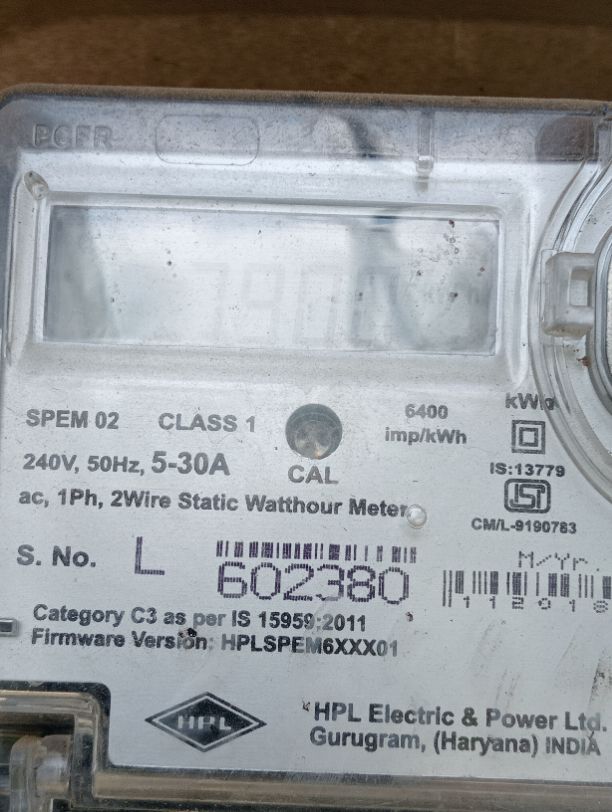 SPEM 02 CLASS 1
6400
imp/kWh
240V, 50Hz, 5-30A
CAL
IS:13779
CM/L-9190783
ac, 1Ph, 2Wire Static Watthour Meter
M/Yr.
S. No. L 602380
112018
Category C3 as per IS 15959:2011
Firmware Version: HPLSPEM6XXX01
HPL
HPL Electric & Power Ltd.
Gurugram, (Haryana) INDIA